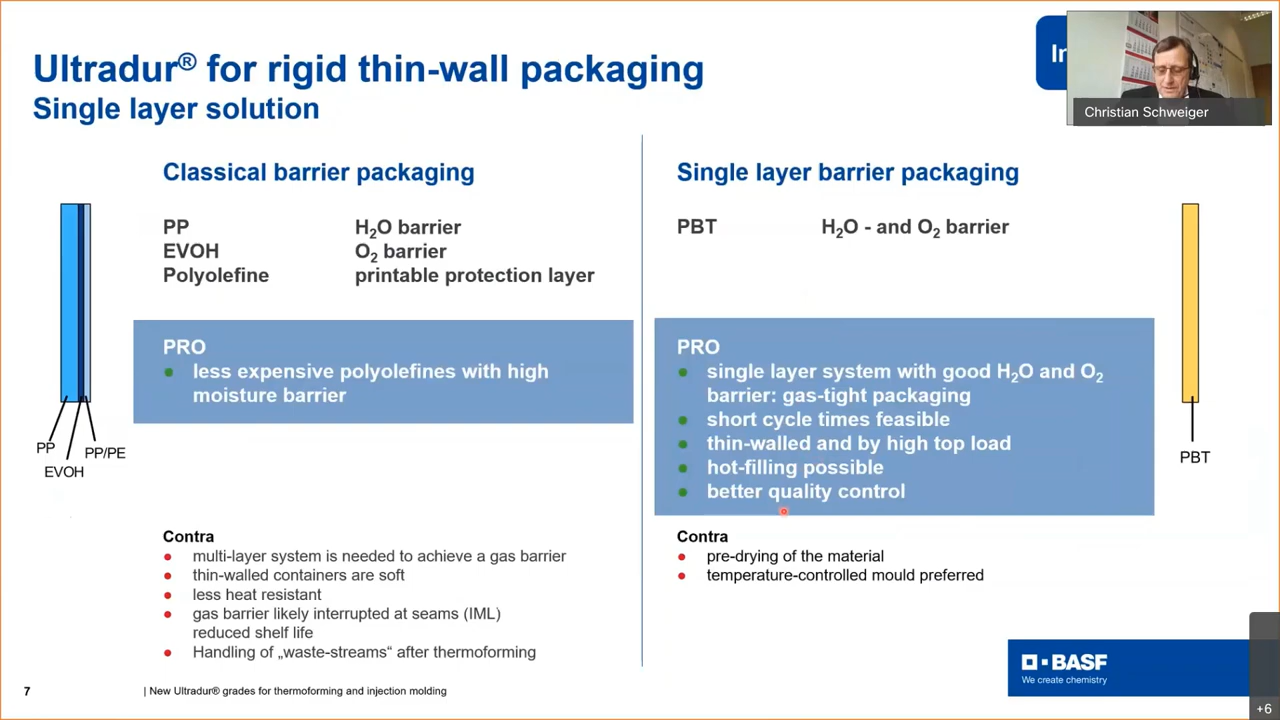 Ultradur® for rigid thin-wall packaging
Single layer solution
Christian Schweiger
Classical barrier packaging
PP H₂O barrier
EVOH O₂ barrier
Polyolefine printable protection layer
PRO
less expensive polyolefines with high
moisture barrier
PP
EVOH
PP/PE
Contra
multi-layer system is needed to achieve a gas barrier
thin-walled containers are soft
less heat resistant
gas barrier likely interrupted at seams (IML)
reduced shelf life
Handling of „waste-streams“ after thermoforming
Single layer barrier packaging
PBT H₂O - and O₂ barrier
PRO
single layer system with good H₂O and O₂
barrier: gas-tight packaging
short cycle times feasible
thin-walled and by high top load
hot-filling possible
better quality control
PBT
Contra
pre-drying of the material
temperature-controlled mould preferred
BASF
We create chemistry
7
| New Ultradur® grades for thermoforming and injection molding
+6